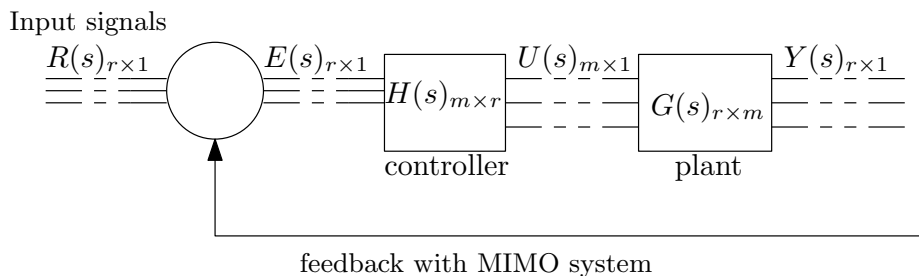 Input signals
R(s)r×1 E(s)r×1 U(s)m×1 Y(s)r×1
H(s)m×r G(s)r×m
controller plant
feedback with MIMO system